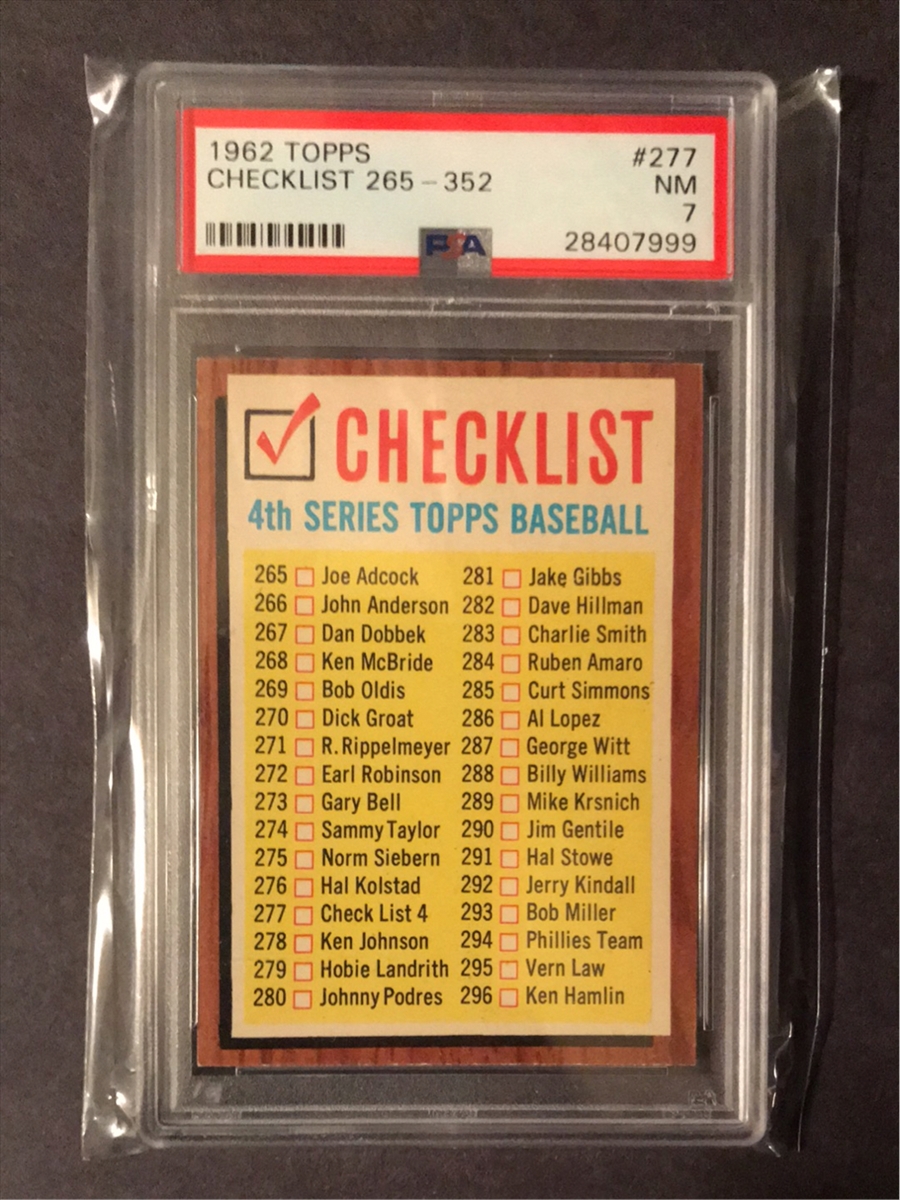 1962 TOPPS #277
CHECKLIST 265-352 NM
7
PSA 28407999
CHECKLIST
4th SERIES TOPPS BASEBALL
265 Joe Adcock
266 John Anderson
267 Dan Dobbek
268 Ken McBride
269 Bob Oldis
270 Dick Groat
271 R. Rippelmeyer
272 Earl Robinson
273 Gary Bell
274 Sammy Taylor
275 Norm Siebern
276 Hal Kolstad
277 Check List 4
278 Ken Johnson
279 Hobie Landrith
280 Johnny Podres
281 Jake Gibbs
282 Dave Hillman
283 Charlie Smith
284 Ruben Amaro
285 Curt Simmons
286 Al Lopez
287 George Witt
288 Billy Williams
289 Mike Krsnich
290 Jim Gentile
291 Hal Stowe
292 Jerry Kindall
293 Bob Miller
294 Phillies Team
295 Vern Law
296 Ken Hamlin